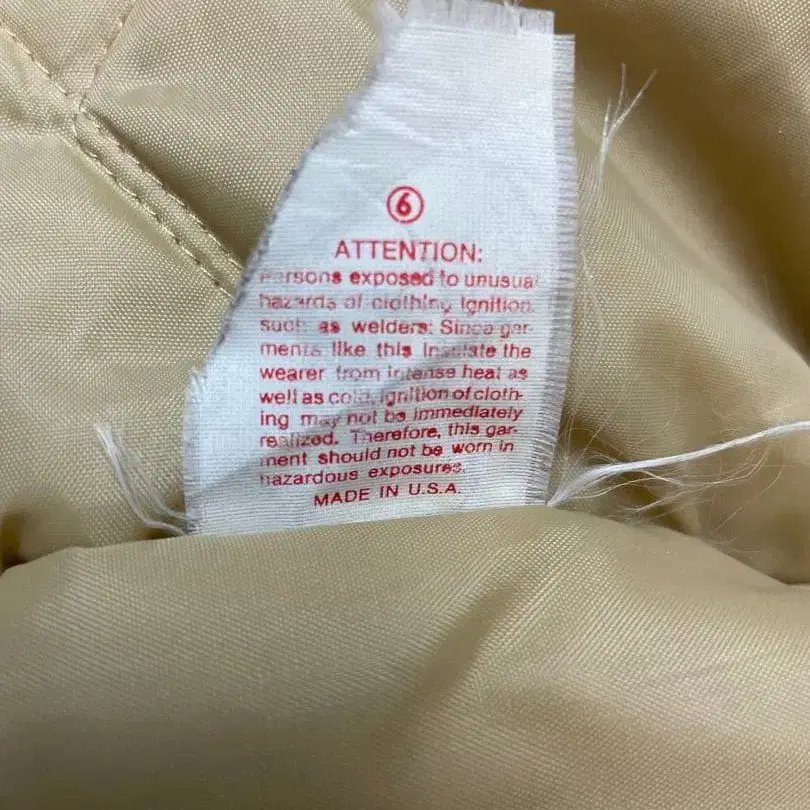 6
ATTENTION:
Persons exposed to unusual
hazards of clothing ignition.
such as welders: Since gar-
ments like this insulate the
wearer from intense heat as
well as cold, ignition of cloth-
ing may not be immediately
realized. Therefore, this gar-
ment should not be worn in
hazardous exposures.
MADE IN U.S.A.